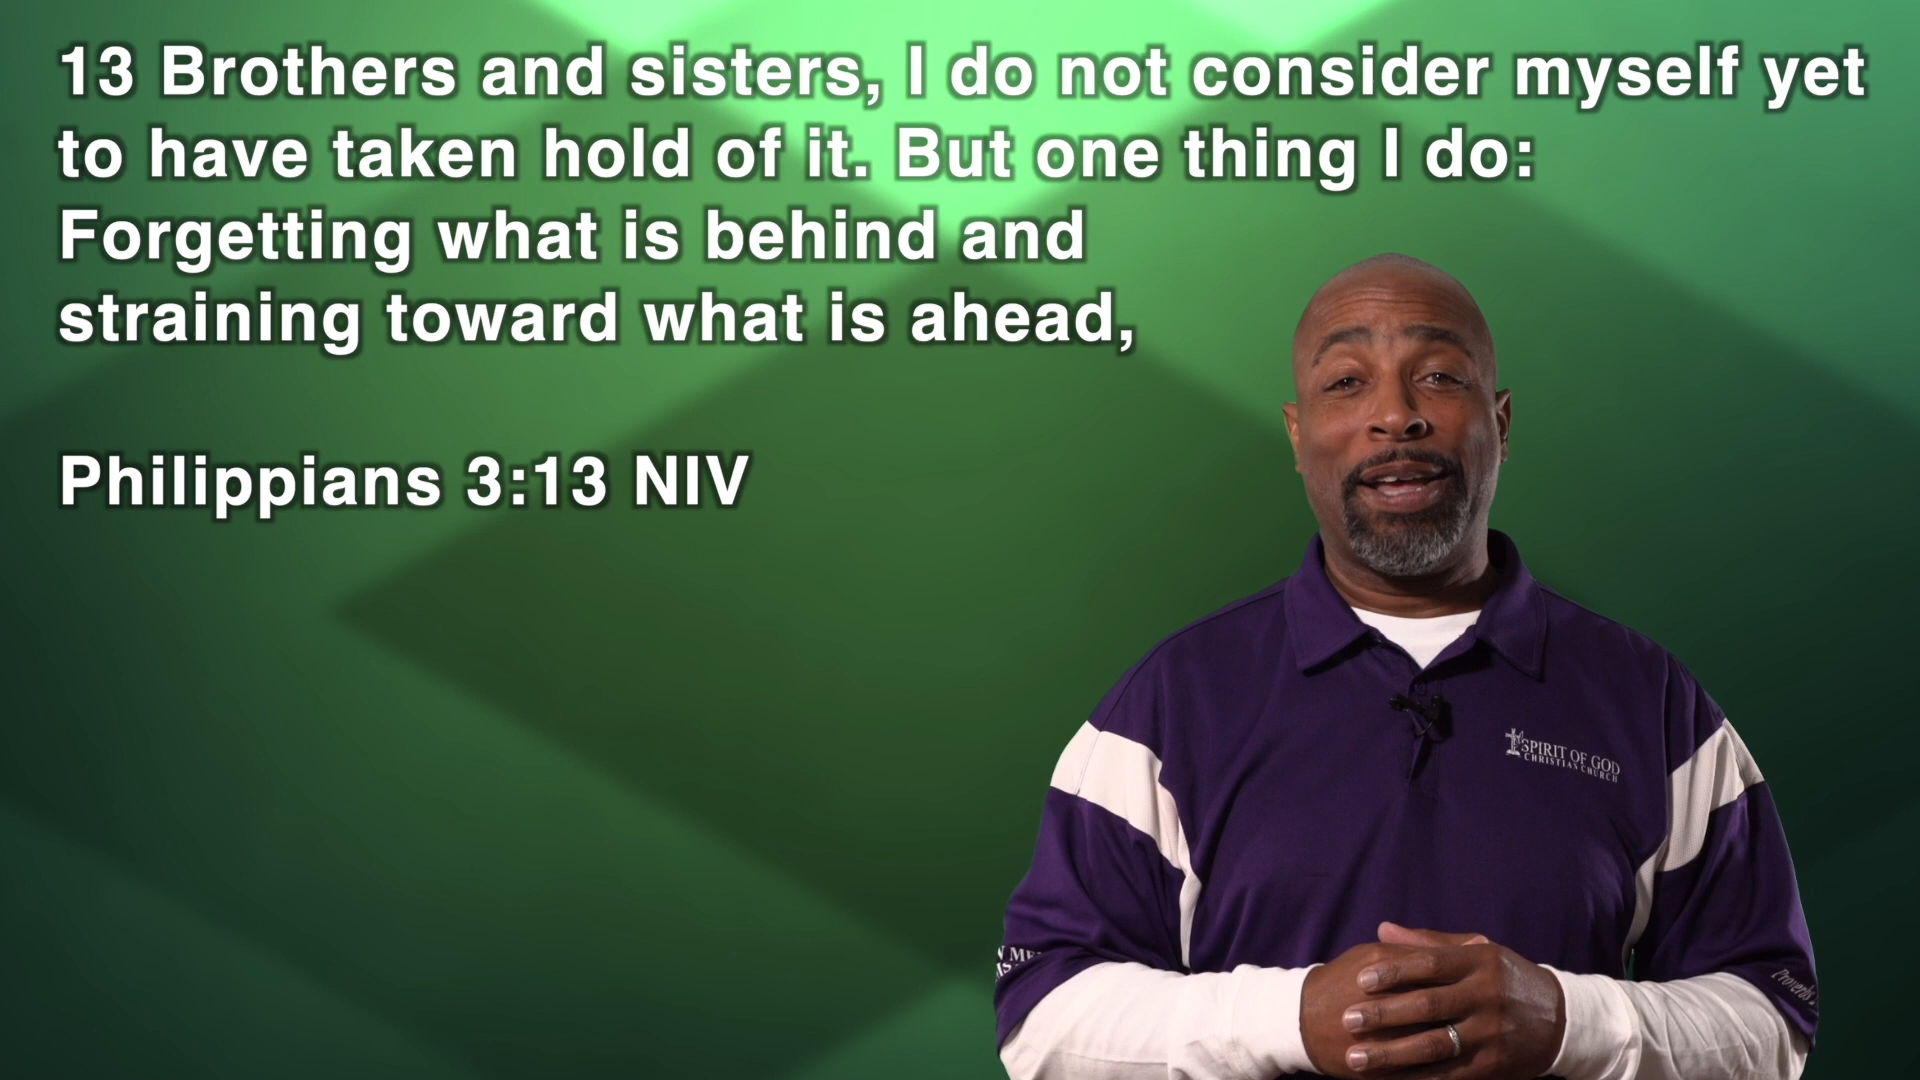 13 Brothers and sisters, I do not consider myself yet
to have taken hold of it. But one thing I do:
Forgetting what is behind and
straining toward what is ahead,
Philippians 3:13 NIV
SPIRIT OF GOD
CHRISTIAN CHURCH
Proverbs